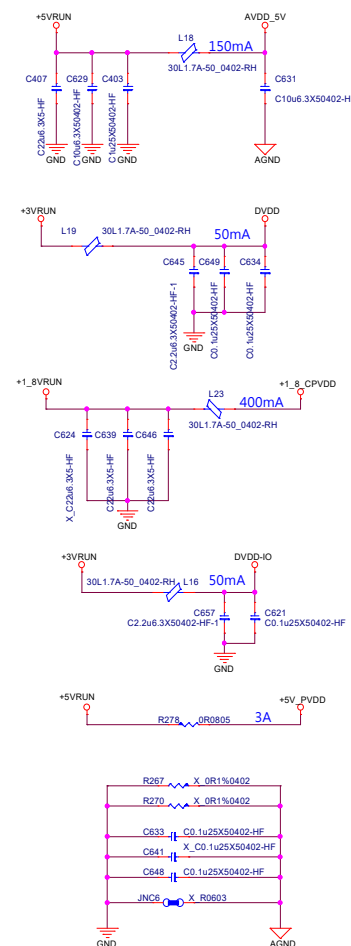 +5VRUN
AVDD_5V
L18
150mA
30L1.7A-50_0402-RH
C407
C629
C403
C631
C22u6.3X5-HF
C10u6.3X50402-HF
C1u25X50402-HF
C10u6.3X50402-H
GND
GND
GND
AGND
+3VRUN
DVDD
L19
30L1.7A-50_0402-RH
50mA
C645
C649
C634
C2.2u6.3X50402-HF-1
C0.1u25X50402-HF
C0.1u25X50402-HF
GND
+1_8VRUN
+1_8_CPVDD
L23
400mA
30L1.7A-50_0402-RH
C624
C639
C646
X_C22u6.3X5-HF
C22u6.3X5-HF
C22u6.3X5-HF
GND
+3VRUN
DVDD-IO
30L1.7A-50_0402-RH
L16
50mA
C657
C621
C2.2u6.3X50402-HF-1
C0.1u25X50402-HF
GND
+5VRUN
+5V_PVDD
R278
0R0805
3A
R267
X_0R1%0402
R270
X_0R1%0402
C633
C0.1u25X50402-HF
C641
X_C0.1u25X50402-HF
C648
C0.1u25X50402-HF
JNC6
X_R0603
GND
AGND